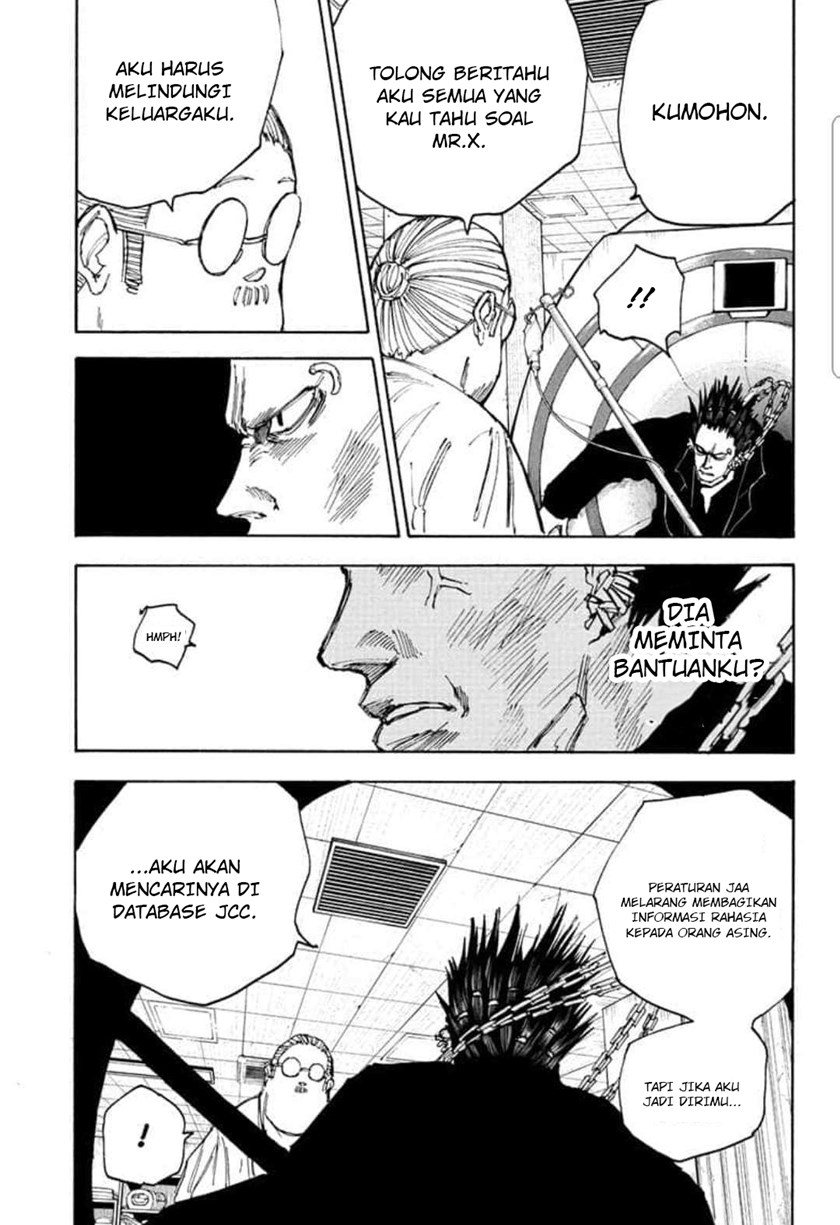 KUMOHON.
TOLONG BERITAHU
AKU SEMUA YANG
KAU TAHU SOAL
MR.X.
!!
AKU HARUS
MELINDUNGI
KELUARGAKU.
DIA
MEMINTA
BANTUANKU?
HMPH!
PERATURAN JAA
MELARANG MEMBAGIKAN
INFORMASI RAHASIA
KEPADA ORANG ASING.
TAPI JIKA AKU
JADI DIRIMU...
...AKU AKAN
MENCARINYA DI
DATABASE JCC.
!